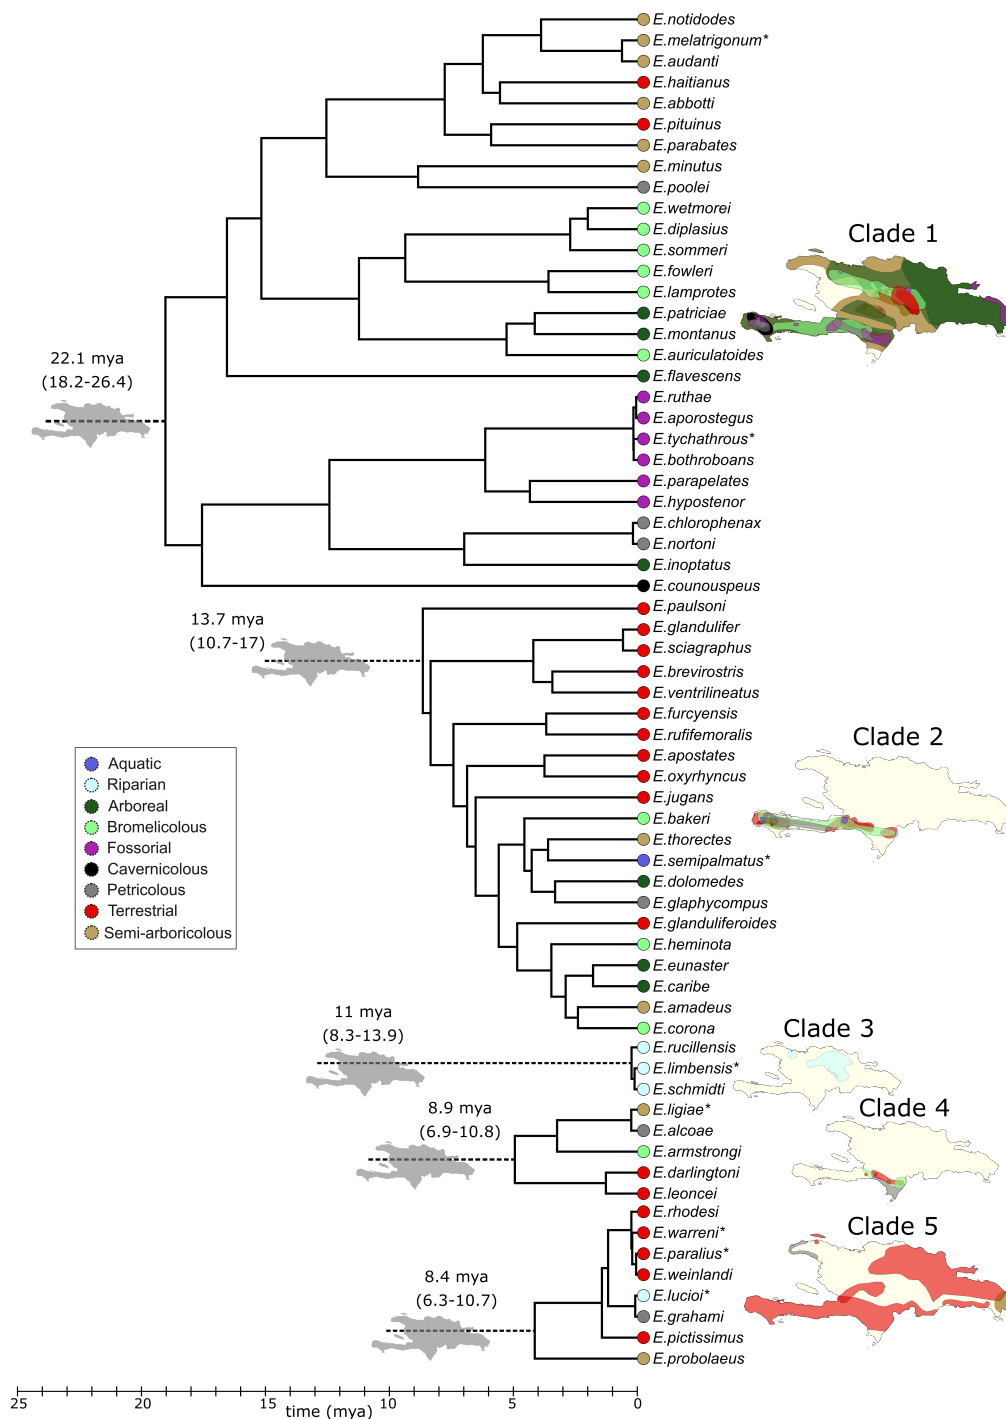 E.notidodes
E.melatrigonum*
E.audanti
E.haitianus
E.abbotti
E.pituinus
E.parabates
E.minutus
E.poolei
E.wetmorei
E.diplasius
E.sommeri
E.fowleri
E.lamprotes
E.patriciae
E.montanus
E.auriculatoides
E.flavescens
Clade 1
22.1 mya
(18.2-26.4)
E.ruthae
E.aporostegus
E.tychathrous*
E.bothroboans
E.parapelates
E.hypostenor
E.chlorophenax
E.nortoni
E.inoptatus
E.counouspeus
13.7 mya
(10.7-17)
E.paulsoni
E.glandulifer
E.sciagraphus
E.brevirostris
E.ventrilineatus
E.furcyensis
E.rufifemoralis
E.apostates
E.oxyrhyncus
E.jugans
E.bakeri
E.thorectes
E.semipalmatus*
E.dolomedes
E.glaphycompus
E.glanduliferoides
E.heminota
E.eunaster
E.caribe
E.amadeus
E.corona
Clade 2
Aquatic
Riparian
Arboreal
Bromelicolous
Fossorial
Cavernicolous
Petricolous
Terrestrial
Semi-arboricolous
11 mya
(8.3-13.9)
E.rucillensis
E.limbensis*
E.schmidti
Clade 3
8.9 mya
(6.9-10.8)
E.ligiae*
E.alcoae
E.armstrongi
E.darlingtoni
E.leoncei
Clade 4
8.4 mya
(6.3-10.7)
E.rhodesi
E.warreni*
E.paralius*
E.weinlandi
E.lucioi*
E.grahami
E.pictissimus
E.probolaeus
Clade 5
25 20 15 10 5 0
time (mya)